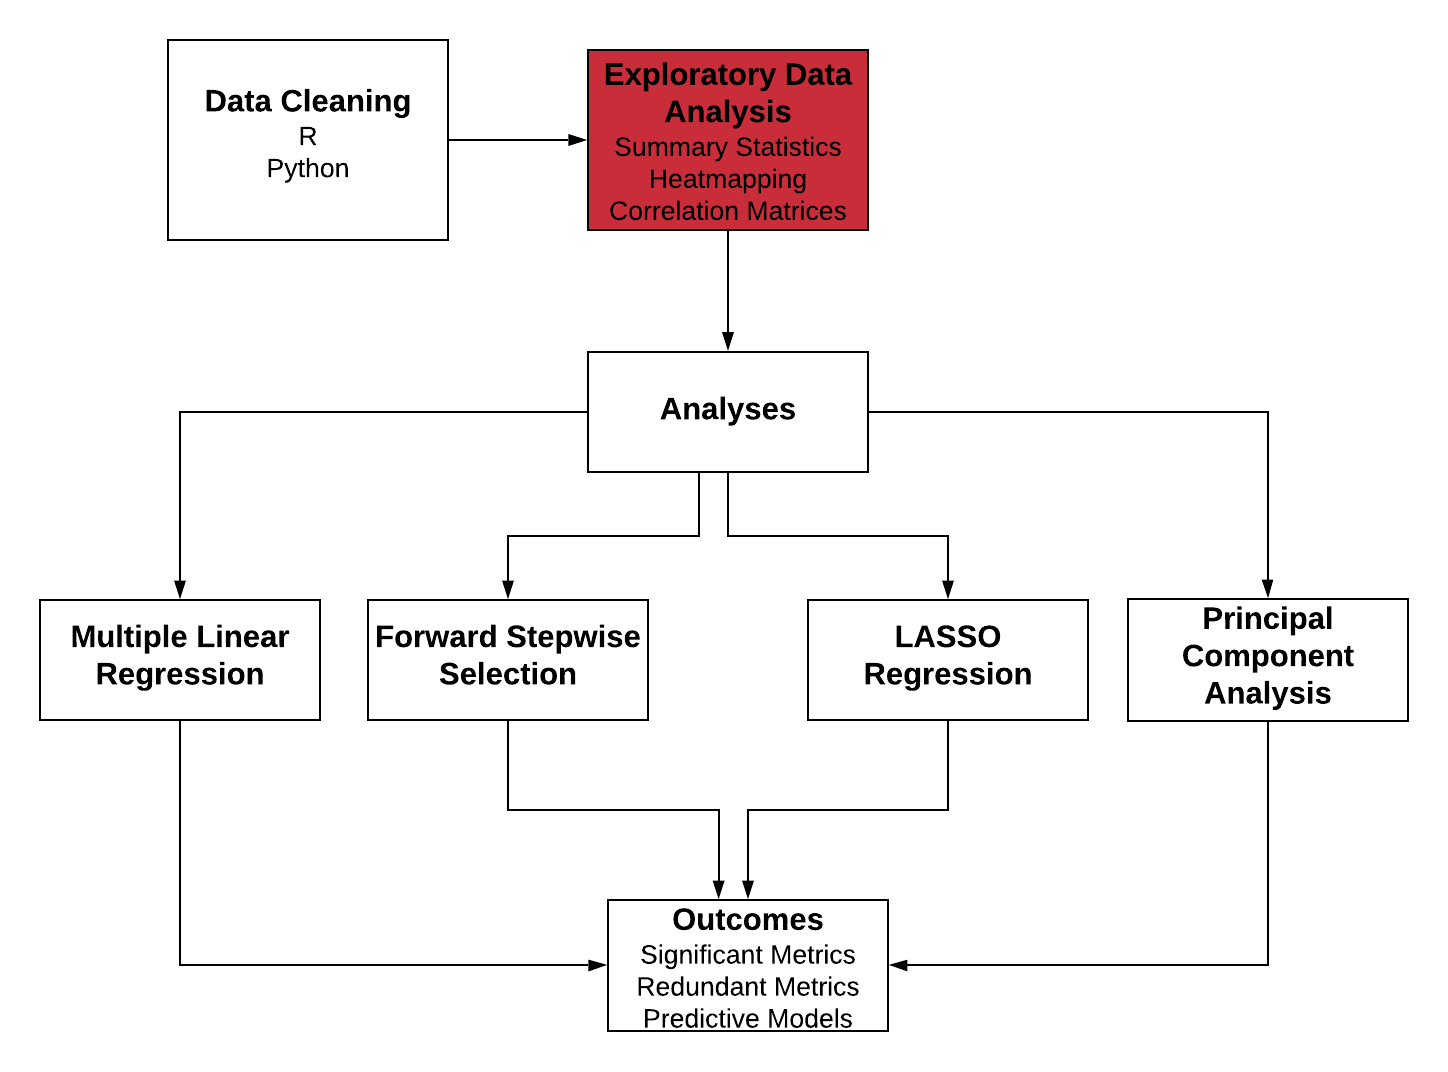 Data Cleaning
R
Python
Exploratory Data
Analysis
Summary Statistics
Heatmapping
Correlation Matrices
Analyses
Multiple Linear
Regression
Forward Stepwise
Selection
LASSO
Regression
Principal
Component
Analysis
Outcomes
Significant Metrics
Redundant Metrics
Predictive Models